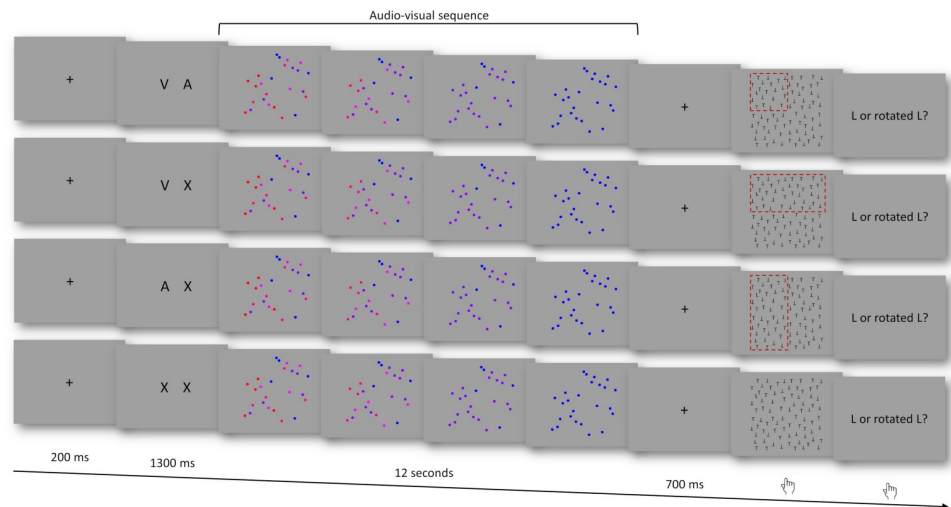 Audio-visual sequence
+
V A
+
L or rotated L?
+
V X
+
L or rotated L?
+
A X
+
L or rotated L?
+
X X
+
L or rotated L?
200 ms
1300 ms
12 seconds
700 ms